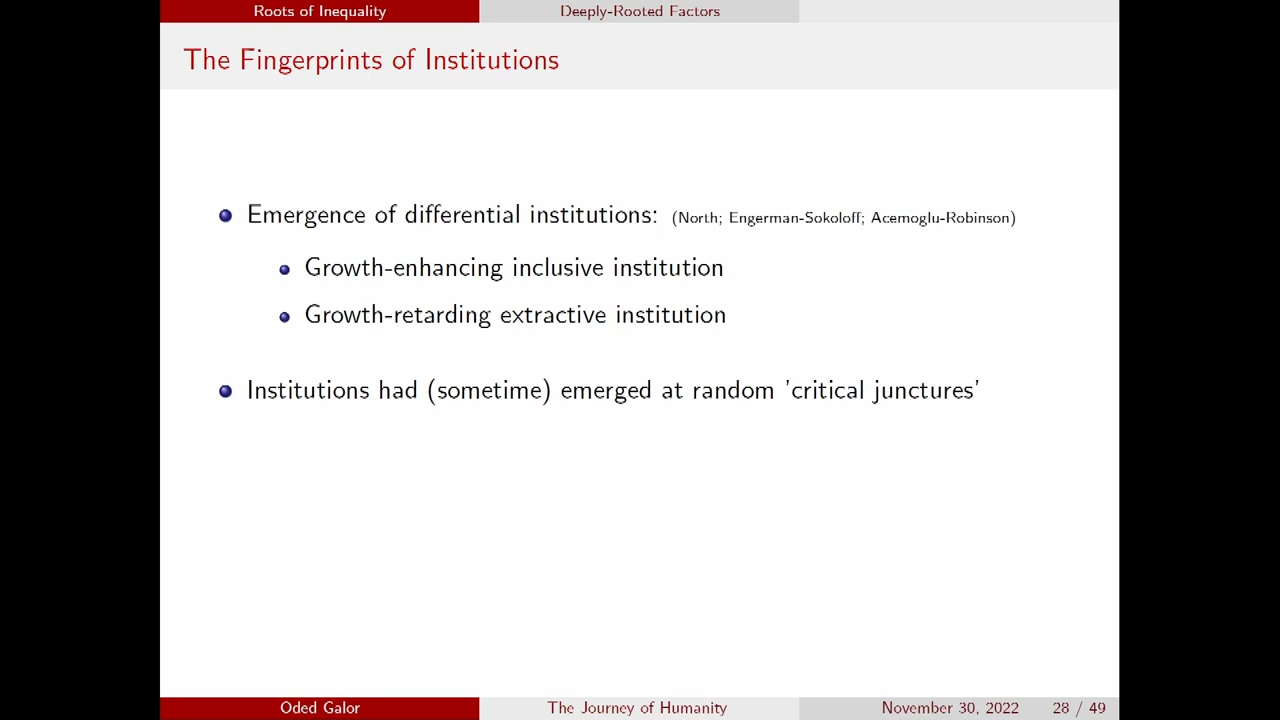 Roots of Inequality Deeply-Rooted Factors
The Fingerprints of Institutions
Emergence of differential institutions: (North; Engerman-Sokoloff; Acemoglu-Robinson)
Growth-enhancing inclusive institution
Growth-retarding extractive institution
Institutions had (sometime) emerged at random 'critical junctures'
Oded Galor The Journey of Humanity November 30, 2022 28 / 49